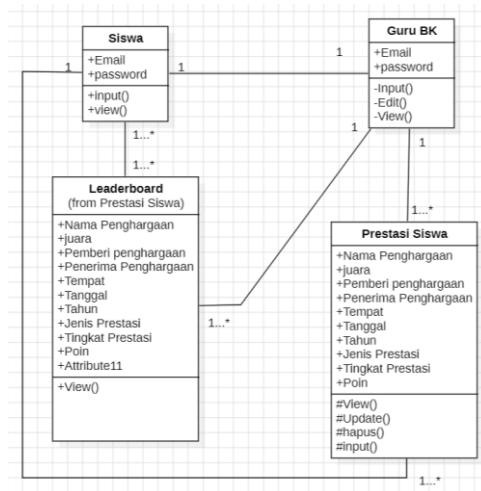 Siswa
+Email
+password
+input()
+view()
Guru BK
+Email
+password
-Input()
-Edit()
-View()
1
1
1
1
1
1...*
1...*
Leaderboard
(from Prestasi Siswa)
+Nama Penghargaan
+juara
+Pemberi penghargaan
+Penerima Penghargaan
+Tempat
+Tanggal
+Tahun
+Jenis Prestasi
+Tingkat Prestasi
+Poin
+Attribute11
+View()
1...*
1...*
Prestasi Siswa
+Nama Penghargaan
+juara
+Pemberi penghargaan
+Penerima Penghargaan
+Tempat
+Tanggal
+Tahun
+Jenis Prestasi
+Tingkat Prestasi
+Poin
#View()
#Update()
#hapus()
#input()
1...*